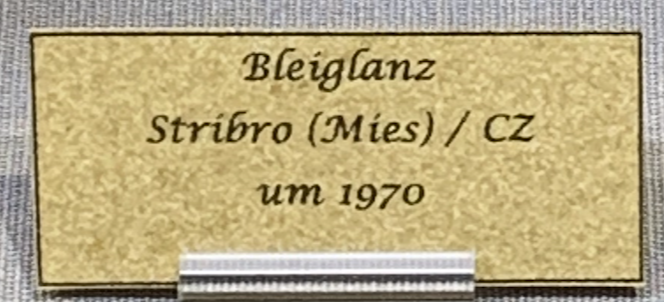 Bleiglanz
Stribro (Mies) / CZ
um 1970